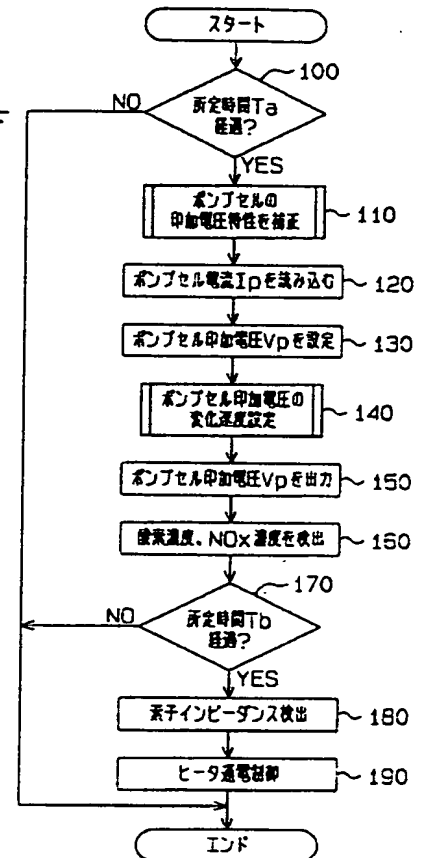 スタート
100
所定時間Ta
経過?
NO
YES
ポンプセルの
印加電圧特性を補正
110
ポンプセル電流Ipを読み込む
120
ポンプセル印加電圧Vpを設定
130
ポンプセル印加電圧の
変化速度設定
140
ポンプセル印加電圧Vpを出力
150
酸素濃度、NOx濃度を検出
160
170
所定時間Tb
経過?
NO
YES
素子インピーダンス検出
180
ヒータ通電制御
190
エンド